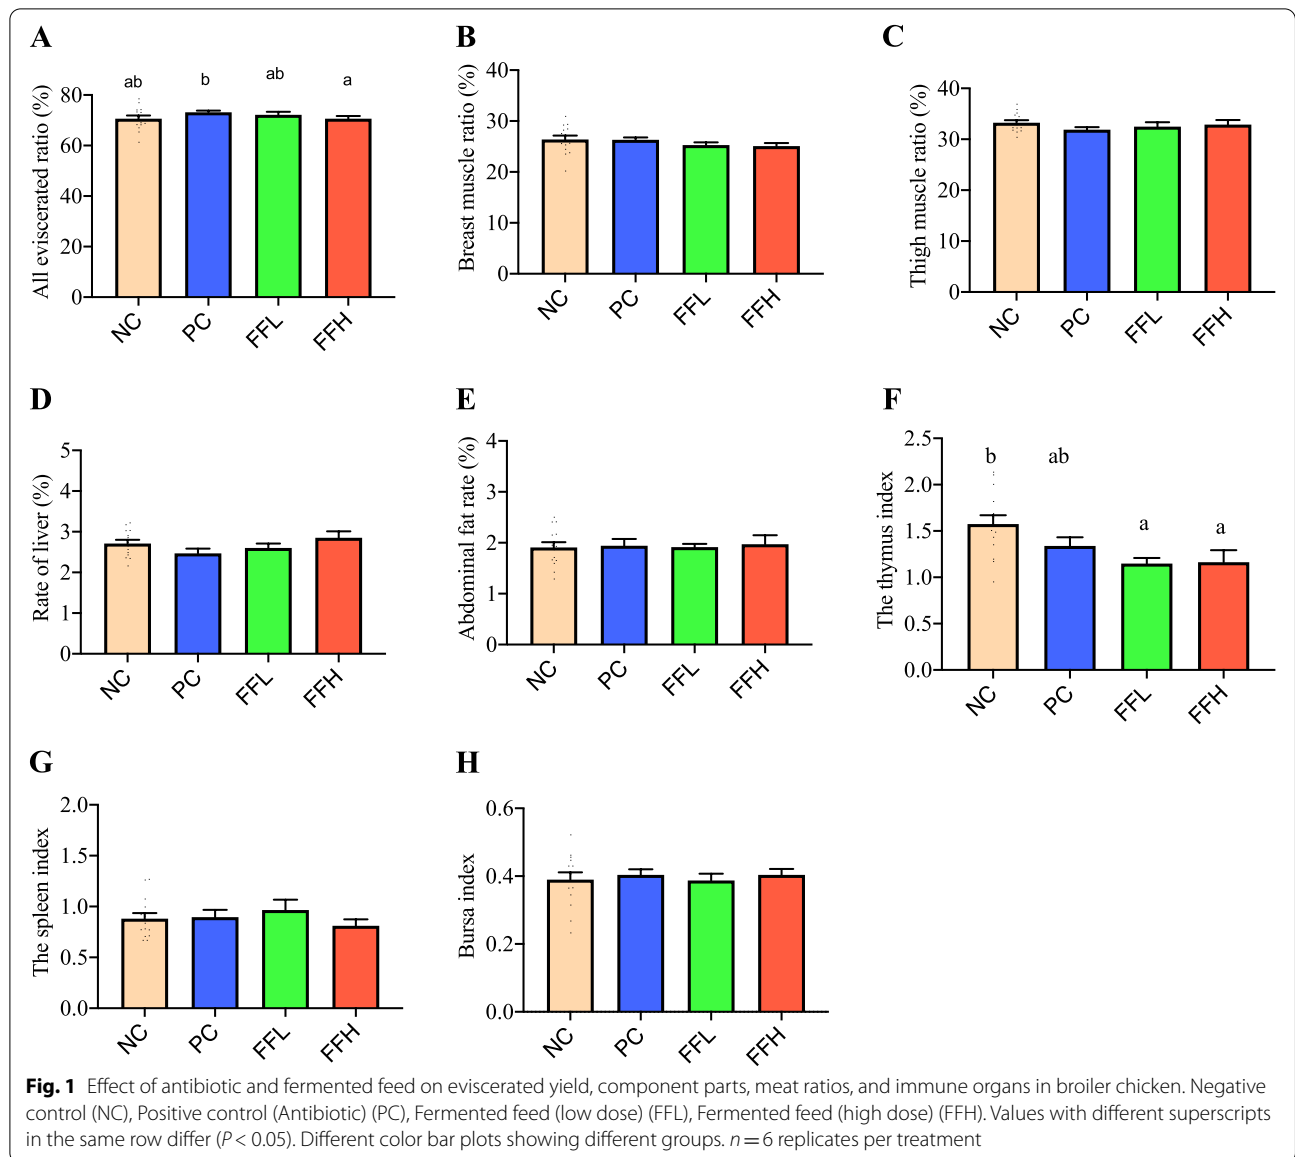 A
All eviscerated ratio (%)
80
60
40
20
0
ab
b
ab
a
NC
PC
FFL
FFH
B
Breast muscle ratio (%)
40
30
20
10
0
NC
PC
FFL
FFH
C
Thigh muscle ratio (%)
40
30
20
10
0
NC
PC
FFL
FFH
D
Rate of liver (%)
5
4
3
2
1
0
NC
PC
FFL
FFH
E
Abdominal fat rate (%)
4
3
2
1
0
NC
PC
FFL
FFH
F
The thymus index
2.5
2.0
1.5
1.0
0.5
0.0
b
ab
a
a
NC
PC
FFL
FFH
G
The spleen index
2.0
1.5
1.0
0.5
0.0
NC
PC
FFL
FFH
H
Bursa index
0.6
0.4
0.2
0.0
NC
PC
FFL
FFH
Fig. 1 Effect of antibiotic and fermented feed on eviscerated yield, component parts, meat ratios, and immune organs in broiler chicken. Negative
control (NC), Positive control (Antibiotic) (PC), Fermented feed (low dose) (FFL), Fermented feed (high dose) (FFH). Values with different superscripts
in the same row differ (P < 0.05). Different color bar plots showing different groups. n = 6 replicates per treatment